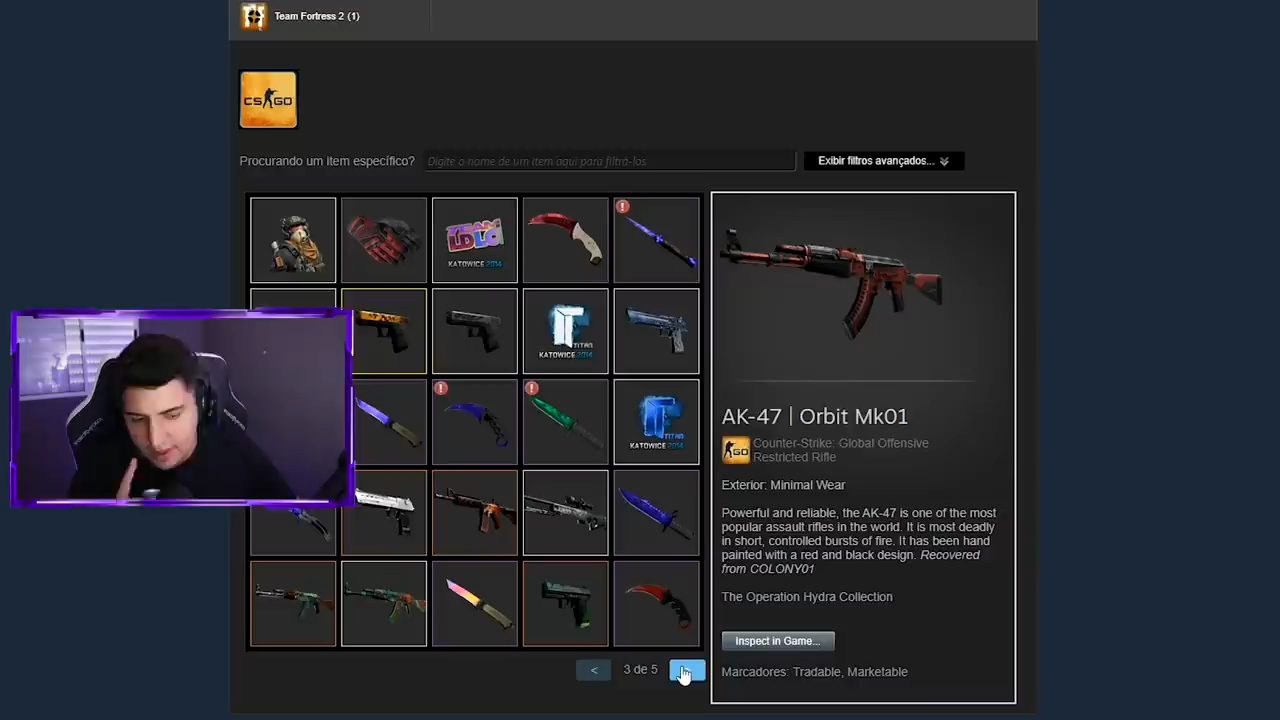 Team Fortress 2 (1)
CS GO
Procurando um item específico?
Digite o nome de um item aqui para filtrá-los
Exibir filtros avançados...
TEAM
LDLC
KATOWICE 2014
TITAN
KATOWICE 2014
TITAN
KATOWICE 2014
AK-47 | Orbit Mk01
GO
Counter-Strike: Global Offensive
Restricted Rifle
Exterior: Minimal Wear
Powerful and reliable, the AK-47 is one of the most
popular assault rifles in the world. It is most deadly
in short, controlled bursts of fire. It has been hand
painted with a red and black design. Recovered
from COLONY01
The Operation Hydra Collection
Inspect in Game...
< 3 de 5
Marcadores: Tradable, Marketable